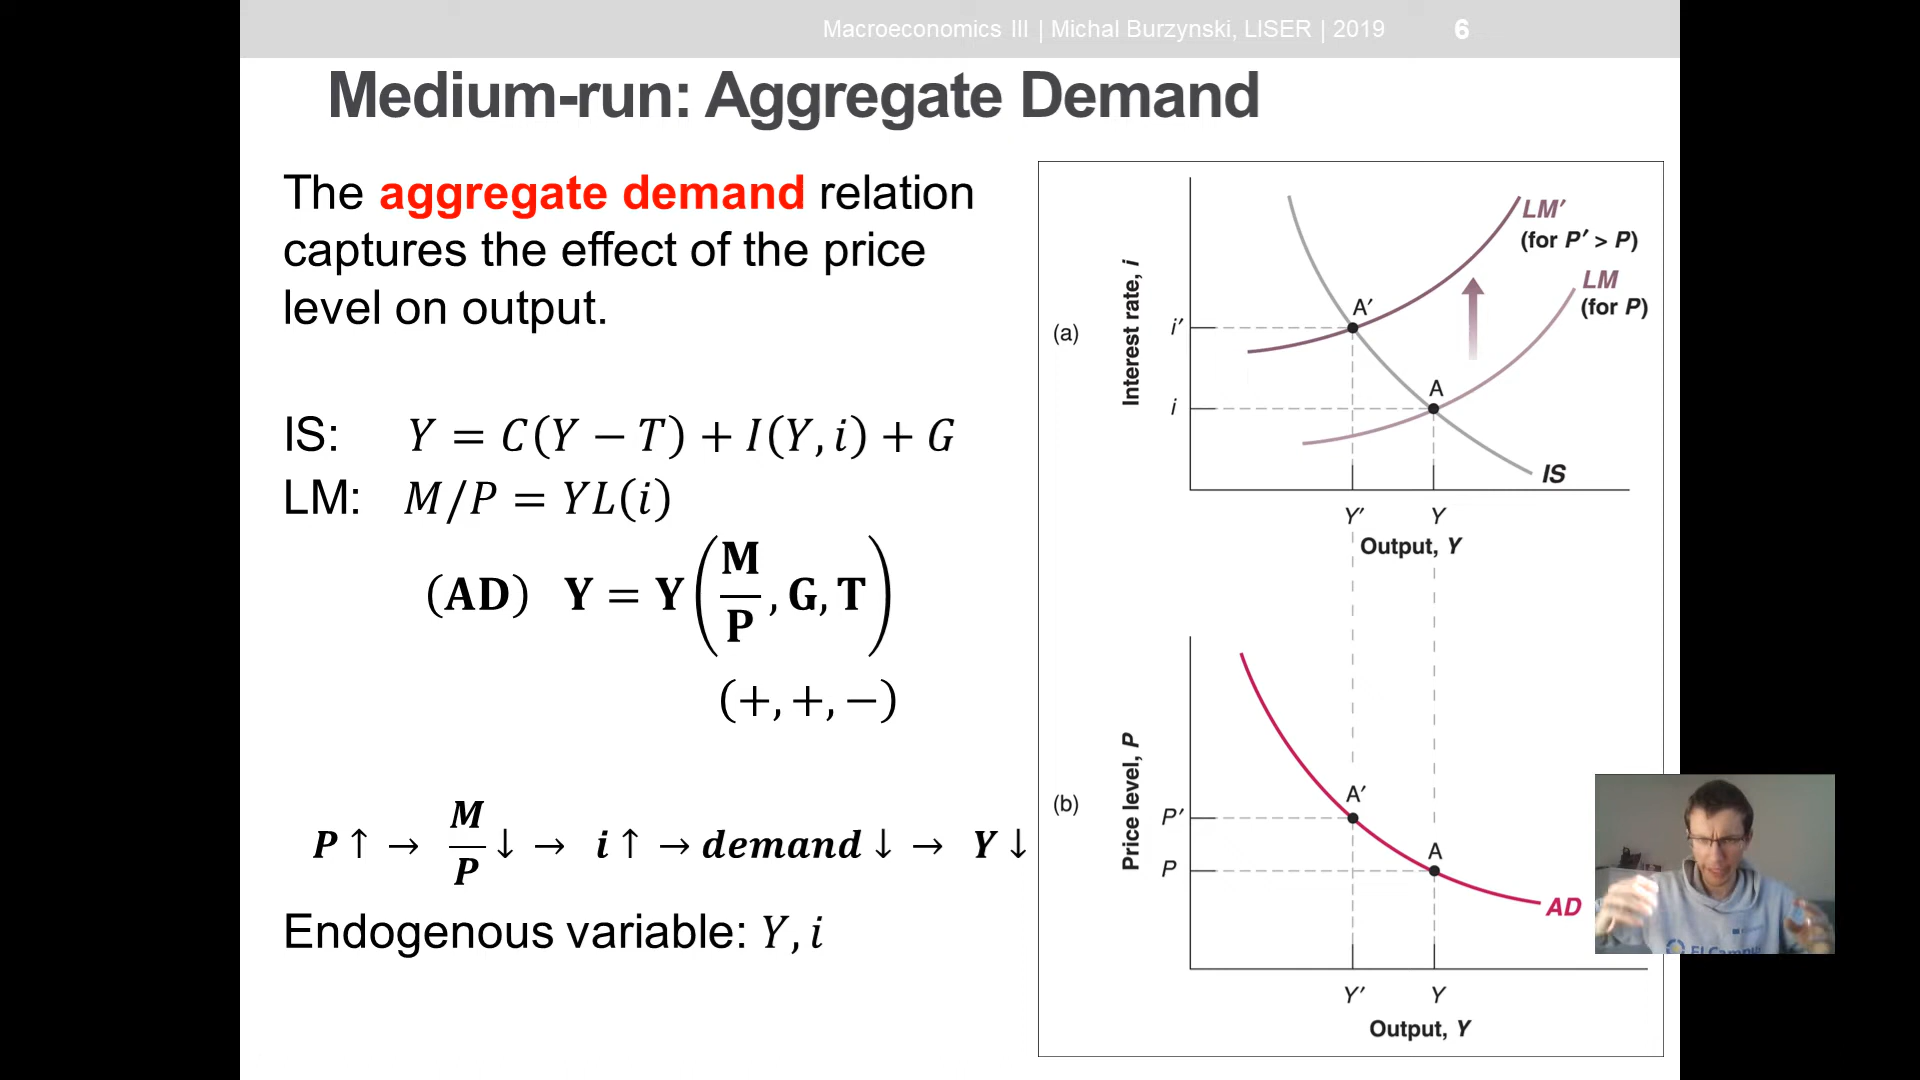 Macroeconomics III | Michal Burzynski, LISER | 2019 6
Medium-run: Aggregate Demand
The aggregate demand relation
captures the effect of the price
level on output.
IS: Y = C(Y − T) + I(Y, i) + G
LM: M/P = YL(i)
(AD) Y = Y(M/P, G, T)
(+, +, −)
P ↑ → M/P ↓ → i ↑ → demand ↓ → Y ↓
Endogenous variable: Y, i
(a)
Interest rate, i
LM′
(for P′ > P)
LM
(for P)
A′
i′
A
i
IS
Y′ Y
Output, Y
(b)
Price level, P
A′
P′
A
P
AD
Y′ Y
Output, Y